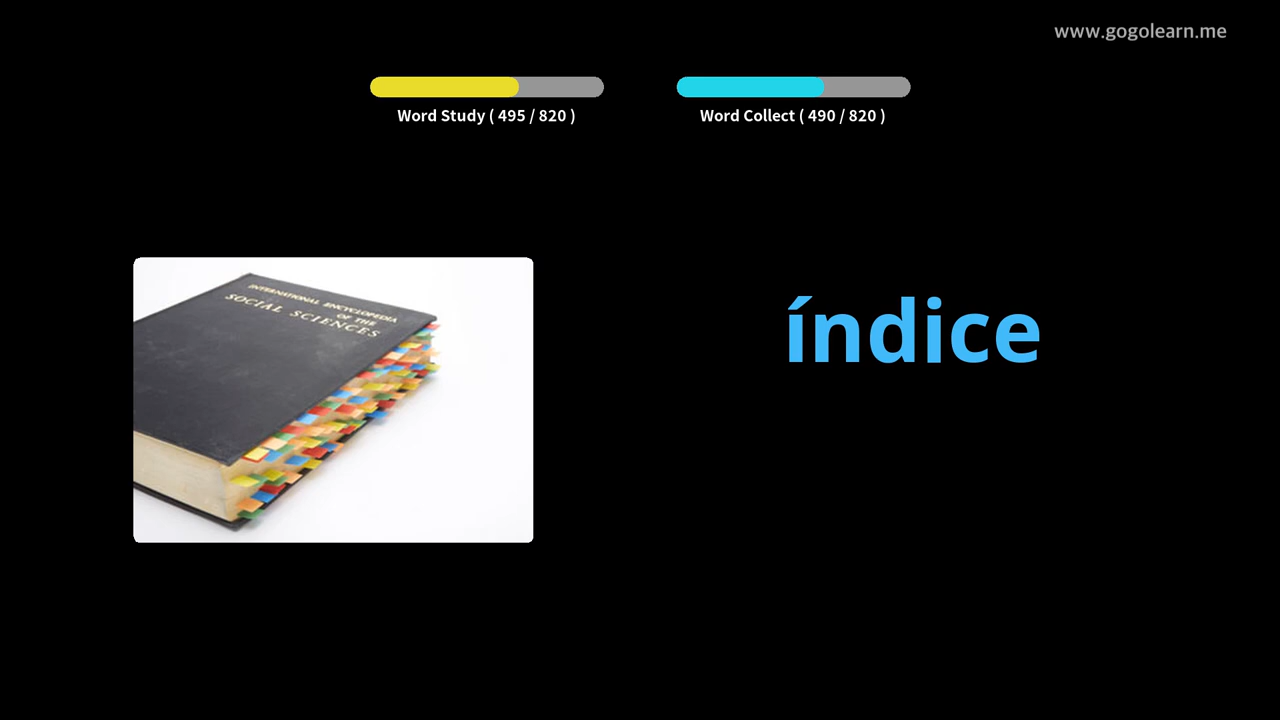 www.gogolearn.me
Word Study ( 495 / 820 )
Word Collect ( 490 / 820 )
INTERNATIONAL ENCYCLOPEDIA
OF THE
SOCIAL SCIENCES
índice